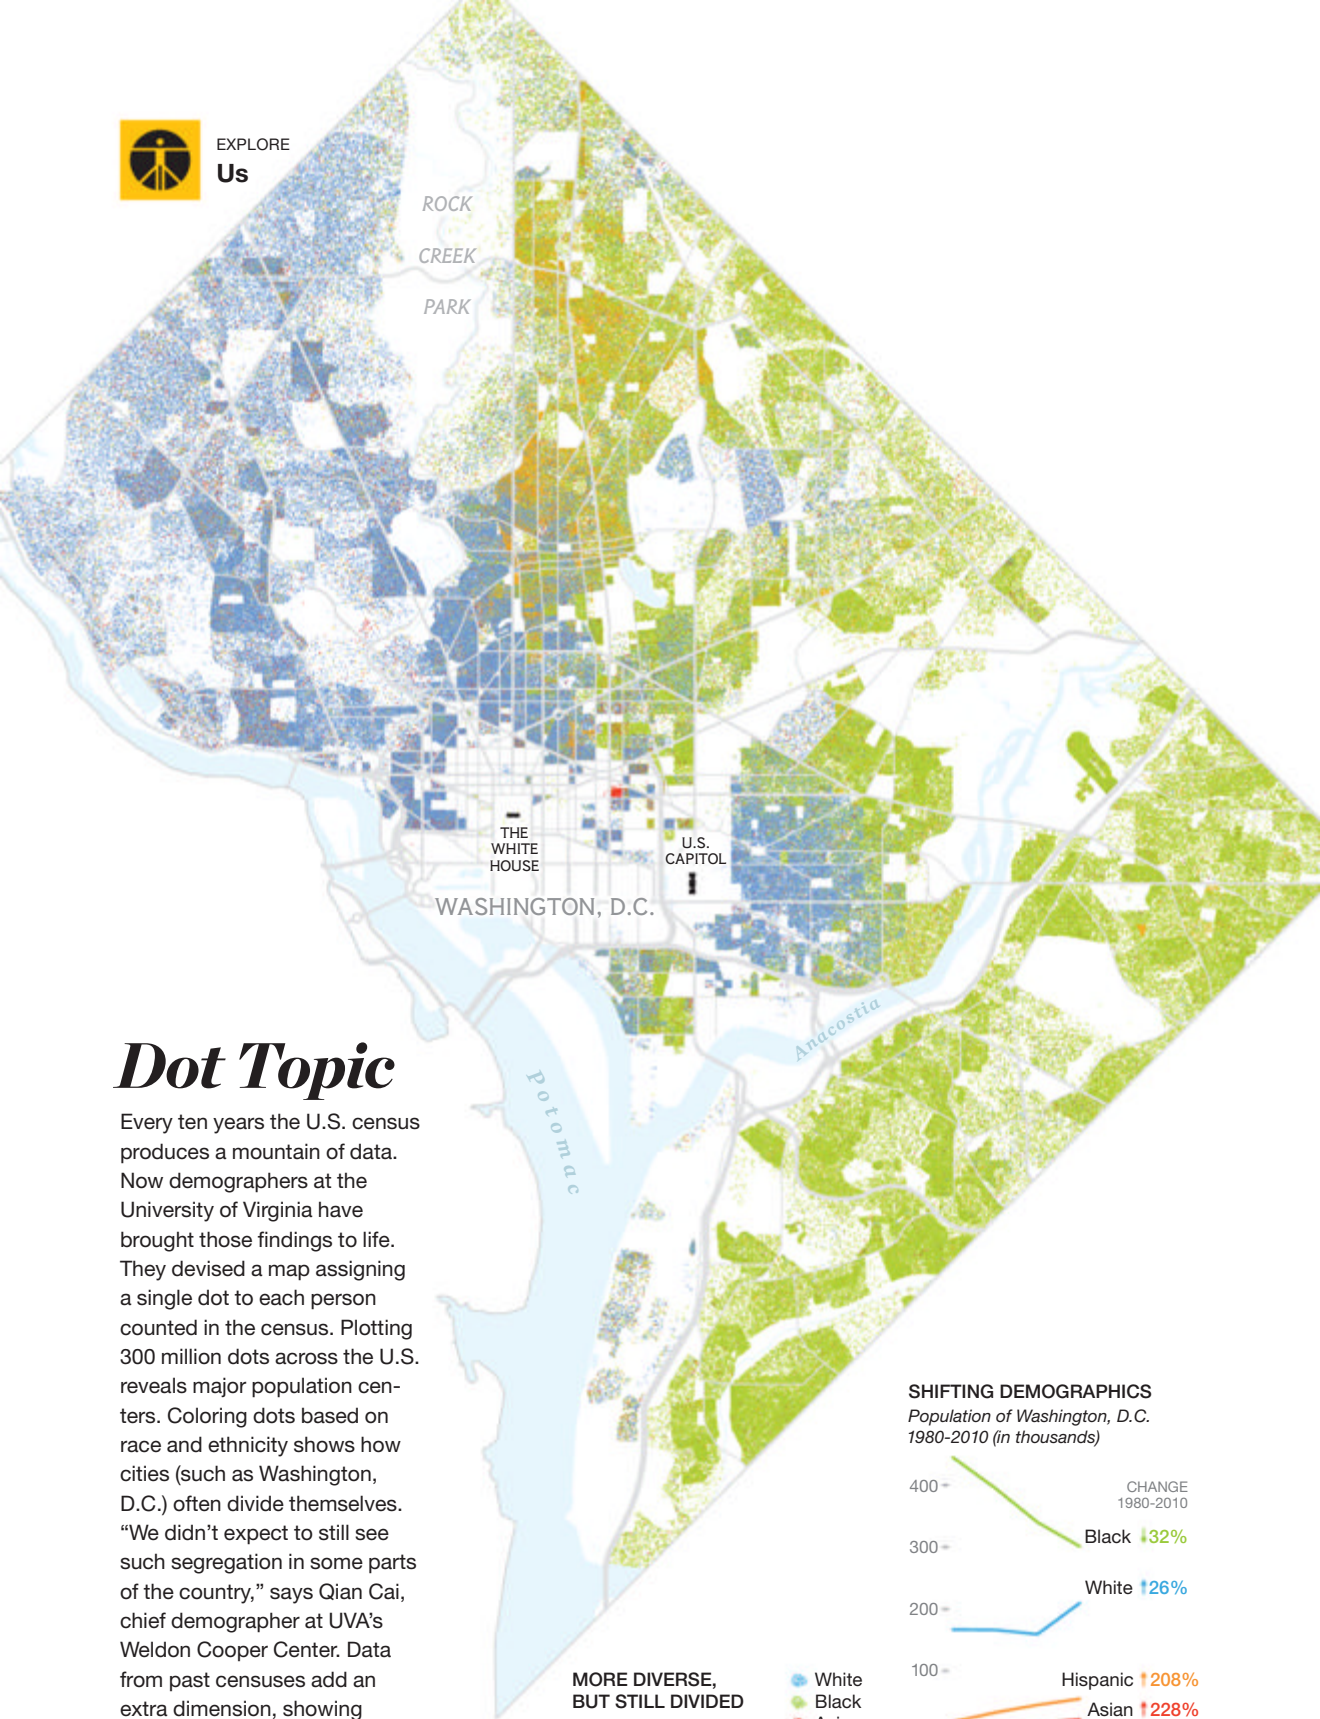 EXPLORE
Us
ROCK
CREEK
PARK
THE
WHITE
HOUSE
U.S.
CAPITOL
WASHINGTON, D.C.
Anacostia
Potomac
Dot Topic
Every ten years the U.S. census
produces a mountain of data.
Now demographers at the
University of Virginia have
brought those findings to life.
They devised a map assigning
a single dot to each person
counted in the census. Plotting
300 million dots across the U.S.
reveals major population cen-
ters. Coloring dots based on
race and ethnicity shows how
cities (such as Washington,
D.C.) often divide themselves.
“We didn’t expect to still see
such segregation in some parts
of the country,” says Qian Cai,
chief demographer at UVA’s
Weldon Cooper Center. Data
from past censuses add an
extra dimension, showing
SHIFTING DEMOGRAPHICS
Population of Washington, D.C.
1980-2010 (in thousands)
CHANGE
1980-2010
400
300
200
100
Black 32%
White 26%
Hispanic 208%
Asian 228%
MORE DIVERSE,
BUT STILL DIVIDED
White
Black